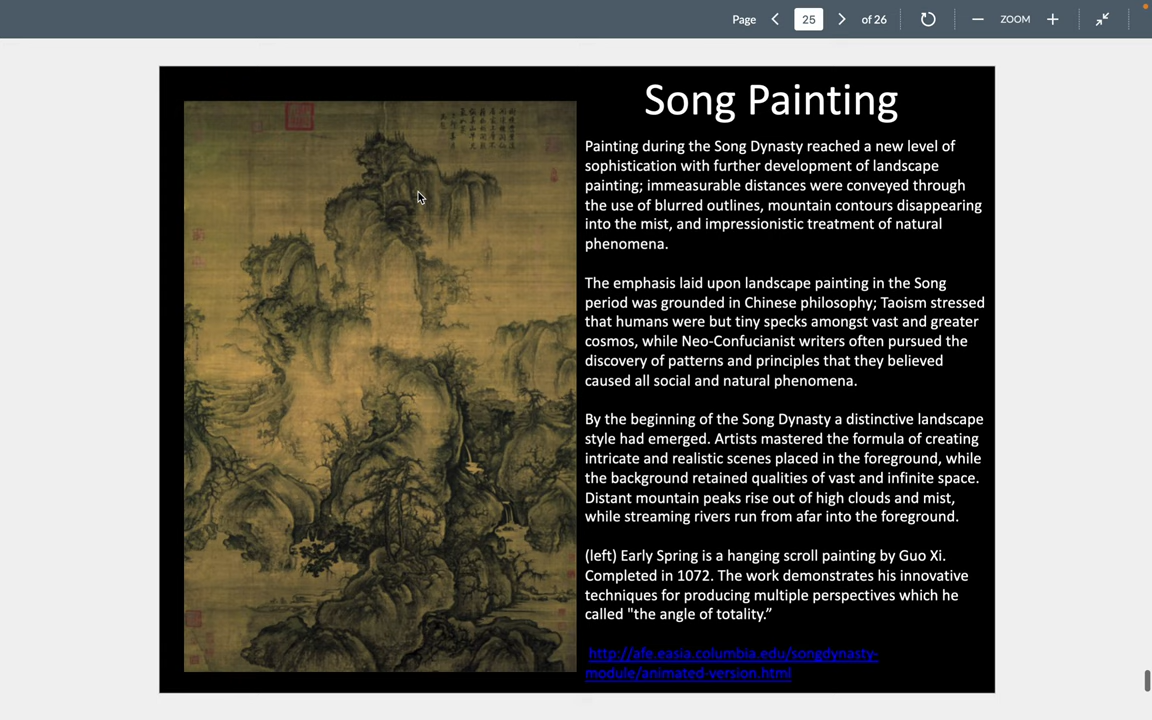 Page
25
of 26
ZOOM
Song Painting
Painting during the Song Dynasty reached a new level of
sophistication with further development of landscape
painting; immeasurable distances were conveyed through
the use of blurred outlines, mountain contours disappearing
into the mist, and impressionistic treatment of natural
phenomena.
The emphasis laid upon landscape painting in the Song
period was grounded in Chinese philosophy; Taoism stressed
that humans were but tiny specks amongst vast and greater
cosmos, while Neo-Confucianist writers often pursued the
discovery of patterns and principles that they believed
caused all social and natural phenomena.
By the beginning of the Song Dynasty a distinctive landscape
style had emerged. Artists mastered the formula of creating
intricate and realistic scenes placed in the foreground, while
the background retained qualities of vast and infinite space.
Distant mountain peaks rise out of high clouds and mist,
while streaming rivers run from afar into the foreground.
(left) Early Spring is a hanging scroll painting by Guo Xi.
Completed in 1072. The work demonstrates his innovative
techniques for producing multiple perspectives which he
called "the angle of totality.”
http://afe.easia.columbia.edu/songdynasty-
module/animated-version.html